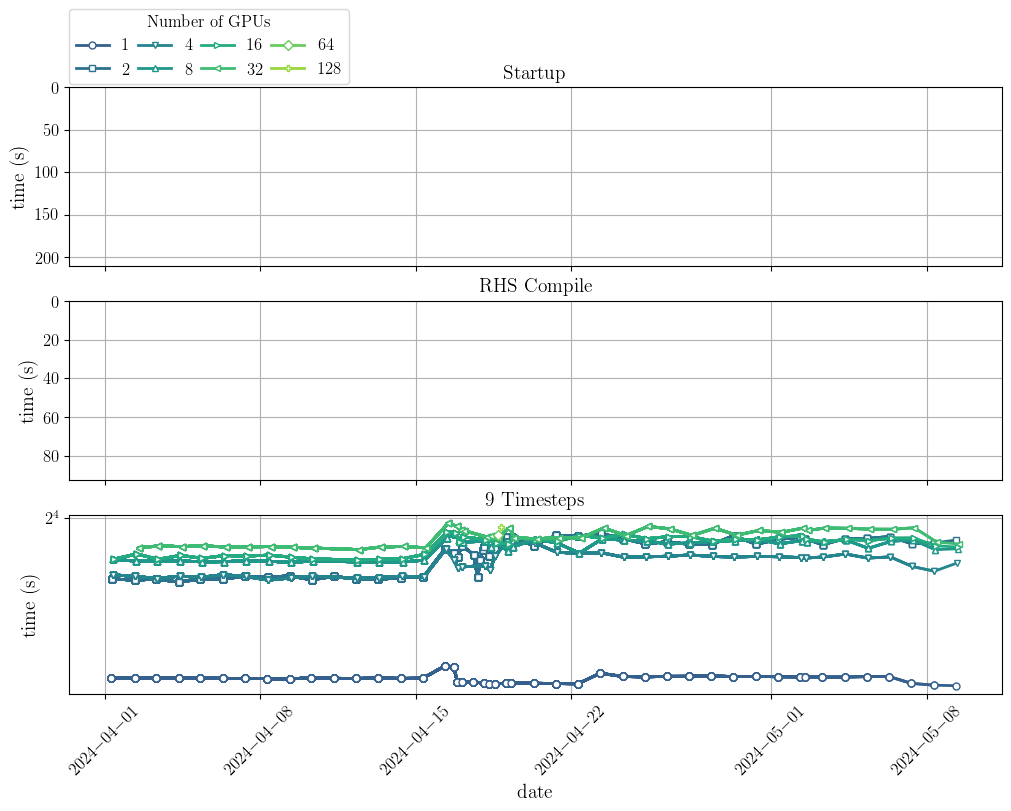 Number of GPUs
1 4 16 64
2 8 32 128
Startup
0
50
100
150
200
time (s)
RHS Compile
0
20
40
60
80
time (s)
9 Timesteps
2⁴
time (s)
2024−04−01 2024−04−08 2024−04−15 2024−04−22 2024−05−01 2024−05−08
date